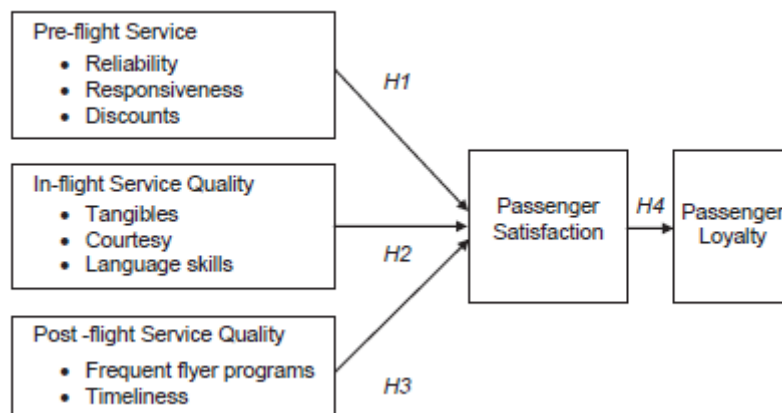 Pre-flight Service
• Reliability
• Responsiveness
• Discounts
H1
In-flight Service Quality
• Tangibles
• Courtesy
• Language skills
H2
Post -flight Service Quality
• Frequent flyer programs
• Timeliness
H3
Passenger
Satisfaction
H4
Passenger
Loyalty